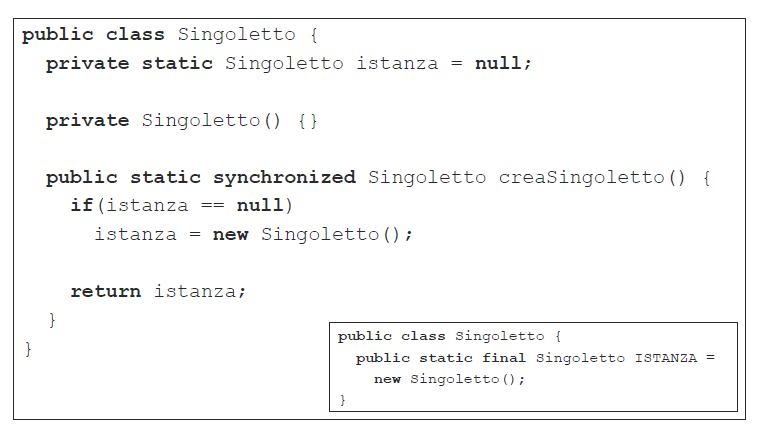 public class Singoletto {
private static Singoletto istanza = null;
private Singoletto() {}
public static synchronized Singoletto creaSingoletto() {
if(istanza == null)
istanza = new Singoletto();
return istanza;
}
}
public class Singoletto {
public static final Singoletto ISTANZA =
new Singoletto();
}